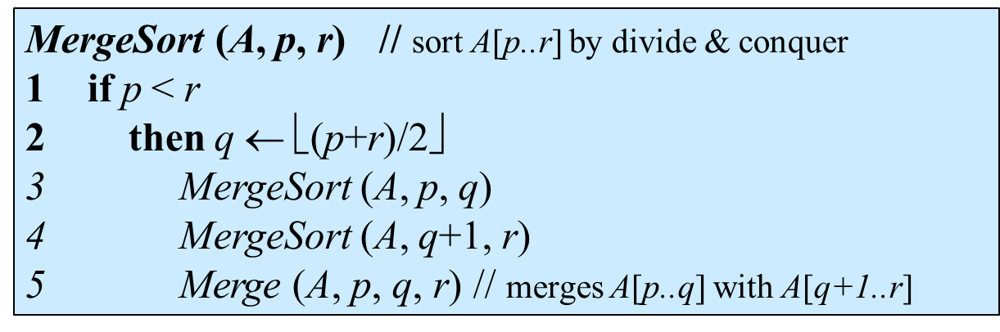 MergeSort (A, p, r) // sort A[p..r] by divide & conquer
1 if p < r
2 then q ← ⌊(p+r)/2⌋
3 MergeSort (A, p, q)
4 MergeSort (A, q+1, r)
5 Merge (A, p, q, r) // merges A[p..q] with A[q+1..r]